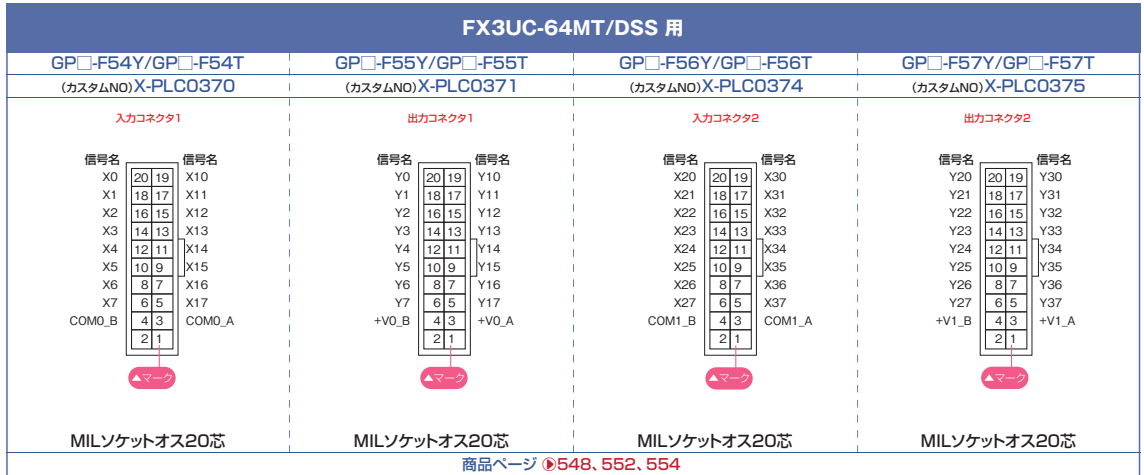 FX3UC-64MT/DSS 用
GP□-F54Y/GP□-F54T GP□-F55Y/GP□-F55T GP□-F56Y/GP□-F56T GP□-F57Y/GP□-F57T
(カスタムNO)X-PLC0370 (カスタムNO)X-PLC0371 (カスタムNO)X-PLC0374 (カスタムNO)X-PLC0375
入力コネクタ1 出力コネクタ1 入力コネクタ2 出力コネクタ2
信号名 信号名 信号名 信号名 信号名 信号名 信号名 信号名
X0 20 19 X10 Y0 20 19 Y10 X20 20 19 X30 Y20 20 19 Y30
X1 18 17 X11 Y1 18 17 Y11 X21 18 17 X31 Y21 18 17 Y31
X2 16 15 X12 Y2 16 15 Y12 X22 16 15 X32 Y22 16 15 Y32
X3 14 13 X13 Y3 14 13 Y13 X23 14 13 X33 Y23 14 13 Y33
X4 12 11 X14 Y4 12 11 Y14 X24 12 11 X34 Y24 12 11 Y34
X5 10 9 X15 Y5 10 9 Y15 X25 10 9 X35 Y25 10 9 Y35
X6 8 7 X16 Y6 8 7 Y16 X26 8 7 X36 Y26 8 7 Y36
X7 6 5 X17 Y7 6 5 Y17 X27 6 5 X37 Y27 6 5 Y37
COM0_B 4 3 COM0_A +V0_B 4 3 +V0_A COM1_B 4 3 COM1_A +V1_B 4 3 +V1_A
2 1 2 1 2 1 2 1
▲マーク ▲マーク ▲マーク ▲マーク
MILソケットオス20芯 MILソケットオス20芯 MILソケットオス20芯 MILソケットオス20芯
商品ページ 548、552、554